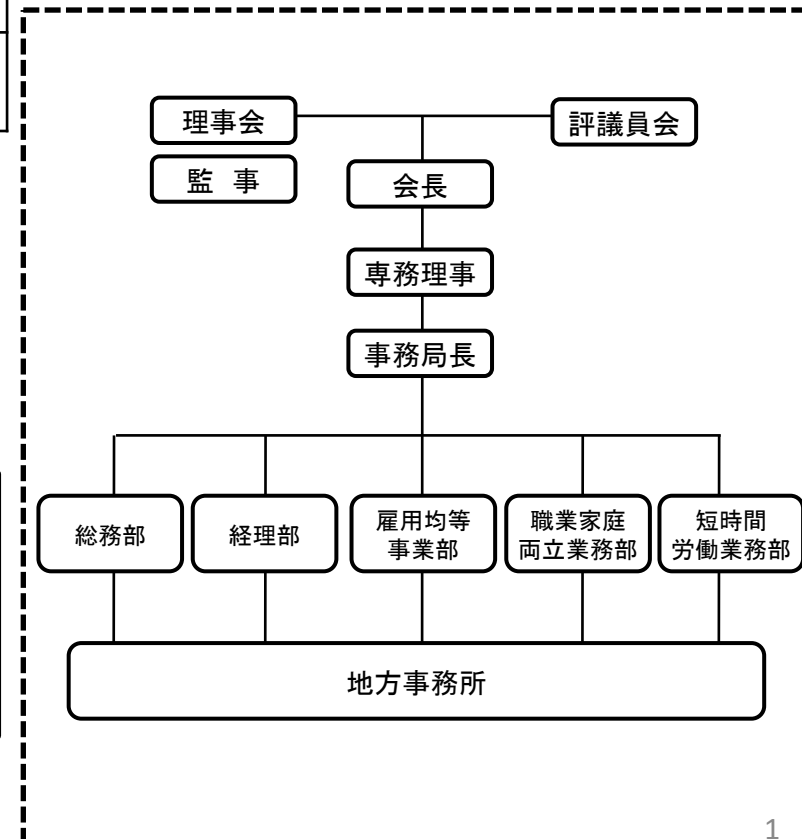 理事会
評議員会
監 事
会長
専務理事
事務局長
総務部
経理部
雇用均等
事業部
職業家庭
両立業務部
短時間
労働業務部
地方事務所
1